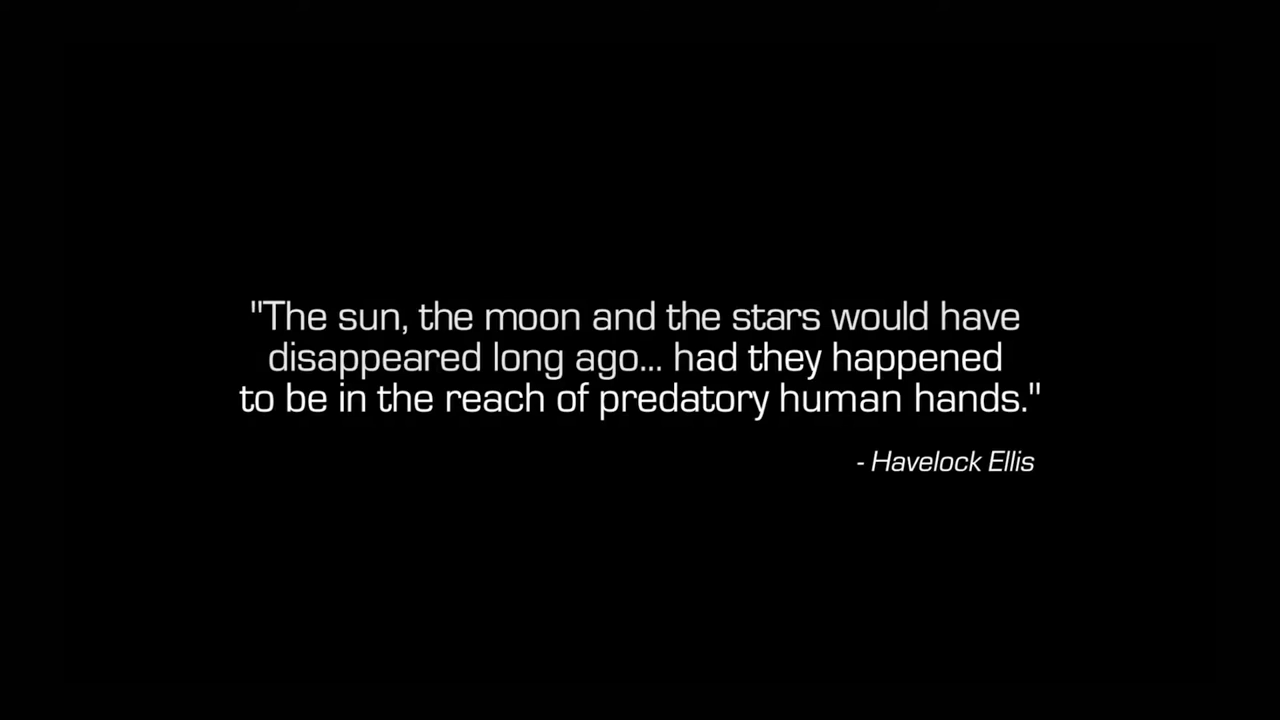 "The sun, the moon and the stars would have
disappeared long ago... had they happened
to be in the reach of predatory human hands."
- Havelock Ellis